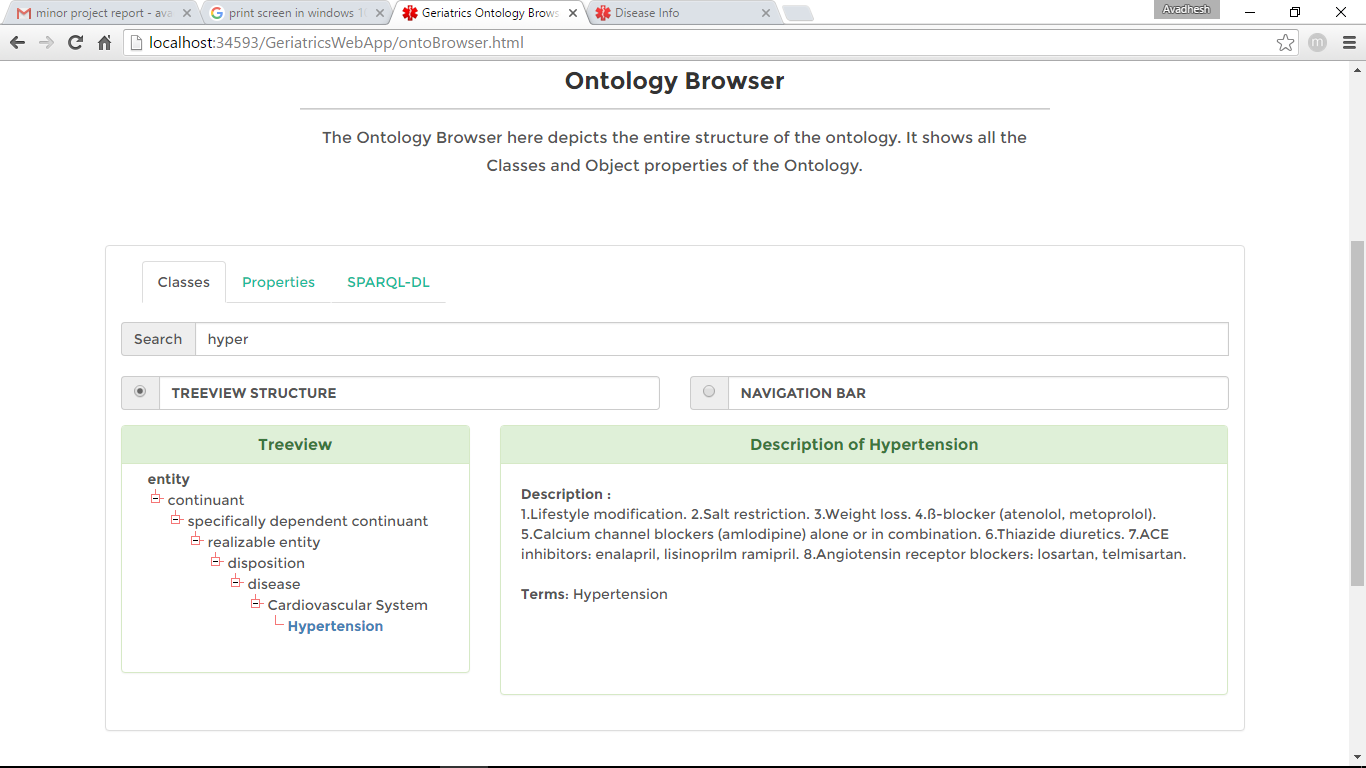 minor project report - ava
print screen in windows 1
Geriatrics Ontology Brows
Disease Info
Avadhesh
localhost:34593/GeriatricsWebApp/ontoBrowser.html
m
Ontology Browser
The Ontology Browser here depicts the entire structure of the ontology. It shows all the
Classes and Object properties of the Ontology.
Classes
Properties
SPARQL-DL
Search
hyper
TREEVIEW STRUCTURE
NAVIGATION BAR
Treeview
entity
continuant
specifically dependent continuant
realizable entity
disposition
disease
Cardiovascular System
Hypertension
Description of Hypertension
Description :
1.Lifestyle modification. 2.Salt restriction. 3.Weight loss. 4.ß-blocker (atenolol, metoprolol).
5.Calcium channel blockers (amlodipine) alone or in combination. 6.Thiazide diuretics. 7.ACE
inhibitors: enalapril, lisinoprilm ramipril. 8.Angiotensin receptor blockers: losartan, telmisartan.
Terms: Hypertension